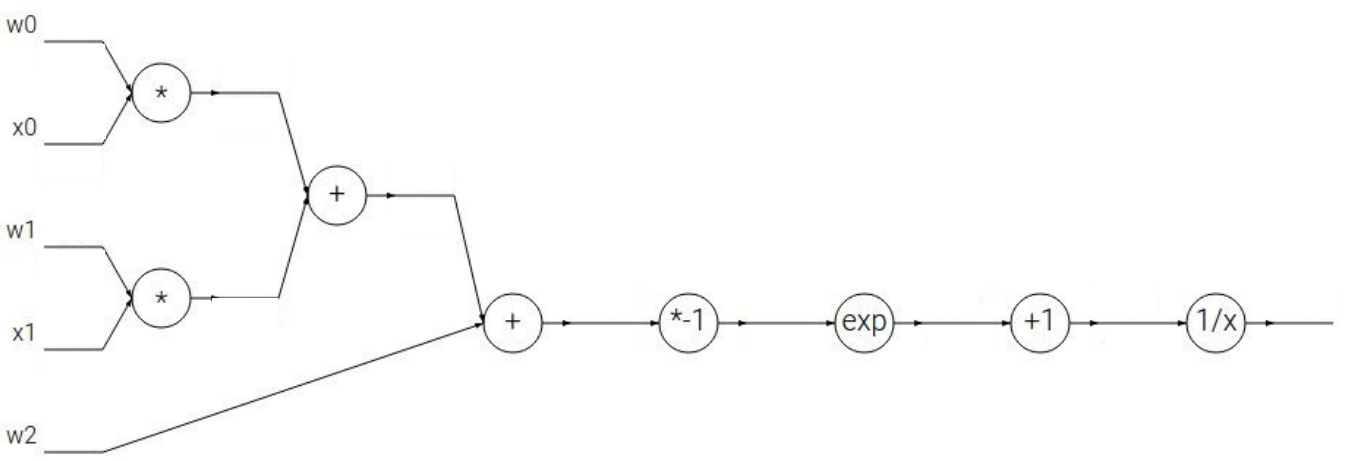 w0
*
x0
+
w1
*
x1
+ *-1 exp +1 1/x
w2